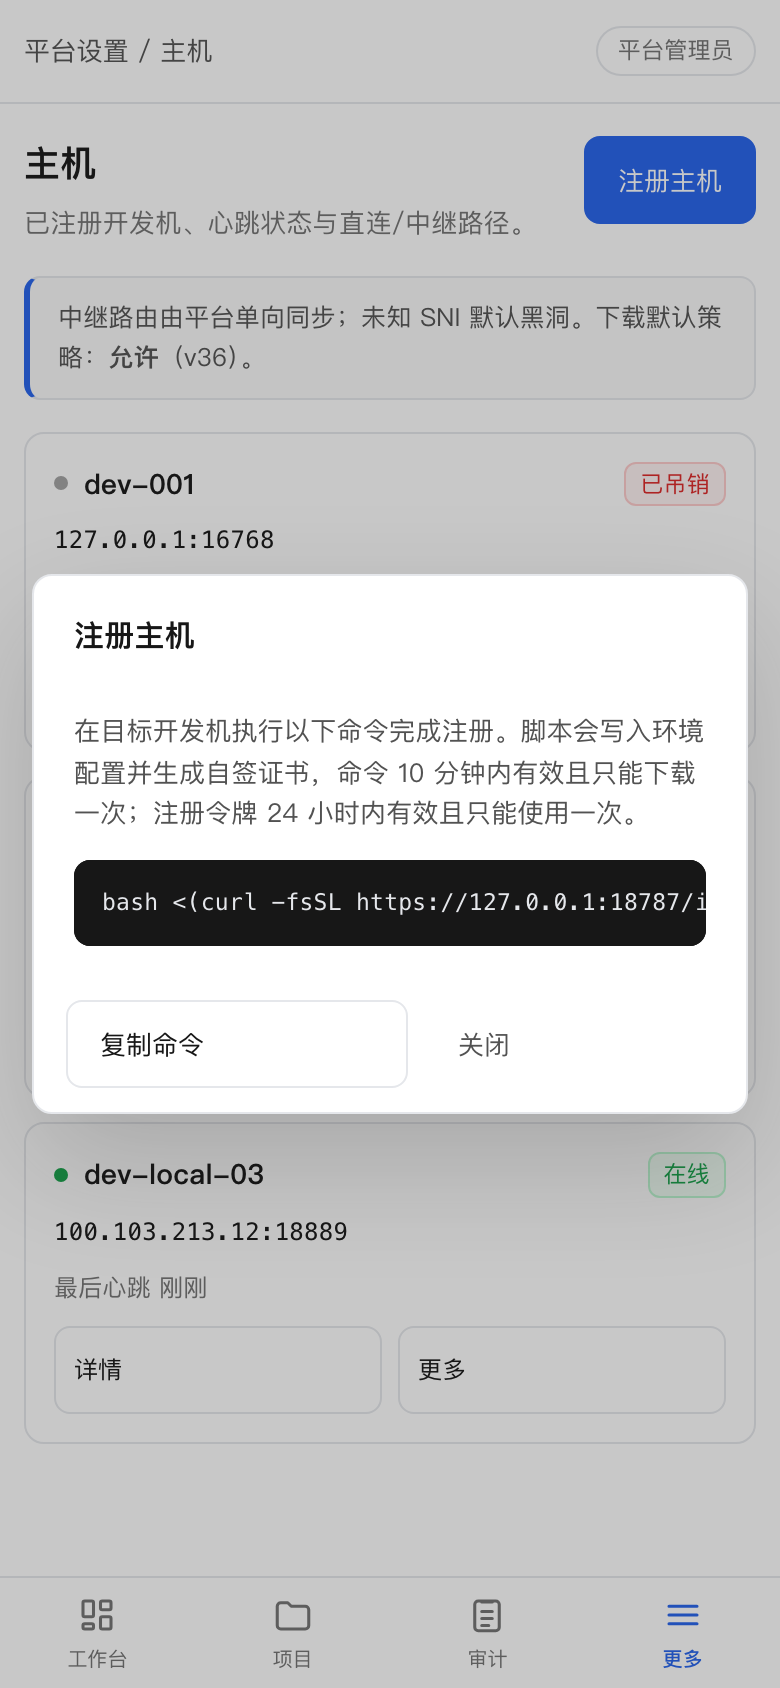 平台设置 / 主机
平台管理员
主机
注册主机
已注册开发机、心跳状态与直连/中继路径。
中继路由由平台单向同步；未知 SNI 默认黑洞。下载默认策
略：允许（v36）。
dev-001
已吊销
127.0.0.1:16768
注册主机
在目标开发机执行以下命令完成注册。脚本会写入环境
配置并生成自签证书，命令 10 分钟内有效且只能下载
一次；注册令牌 24 小时内有效且只能使用一次。
bash <(curl -fsSL https://127.0.0.1:18787/i
复制命令
关闭
dev-local-03
在线
100.103.213.12:18889
最后心跳 刚刚
详情
更多
工作台
项目
审计
更多